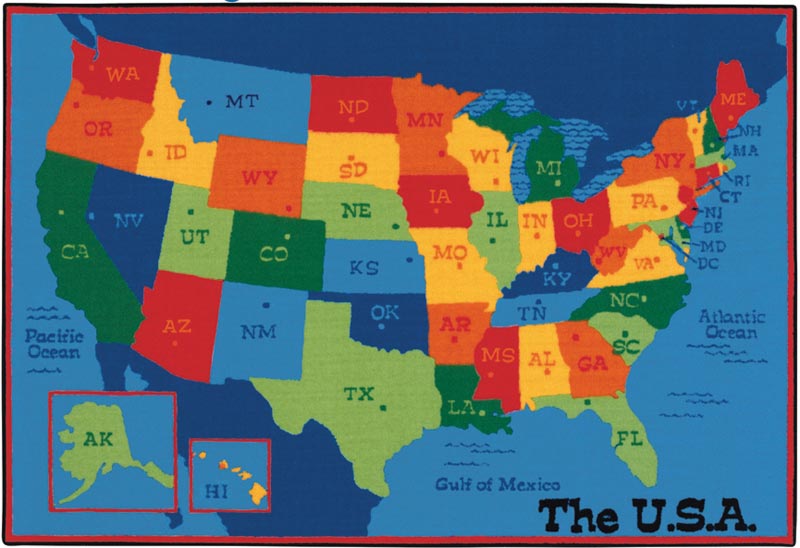 WA
MT
ND
MN
ME
VT
NH
OR
ID
SD
WI
MI
NY
MA
WY
IA
PA
RI
CT
NV
NE
IL
IN
OH
NJ
CA
UT
CO
MO
WV
VA
DE
MD
DC
KS
KY
AZ
NM
OK
AR
TN
NC
Pacific
Ocean
Atlantic
Ocean
MS
AL
GA
SC
TX
LA
FL
AK
HI
Gulf of Mexico
The U.S.A.